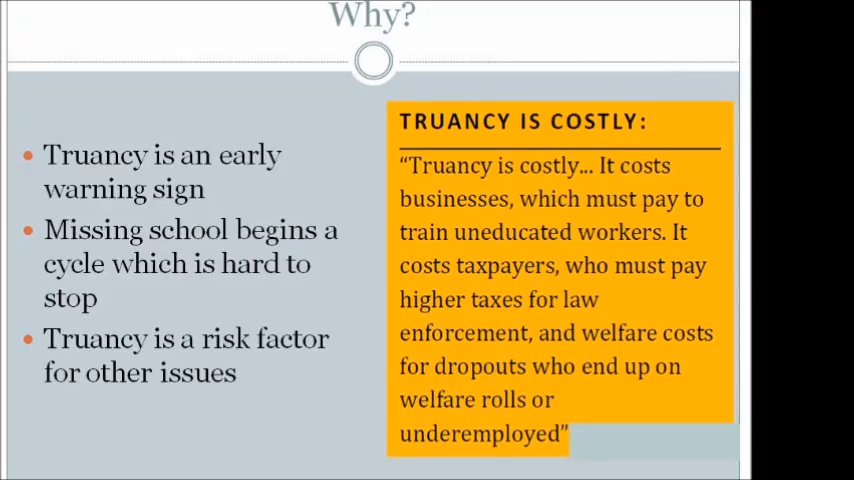 Why?
• Truancy is an early
warning sign
• Missing school begins a
cycle which is hard to
stop
• Truancy is a risk factor
for other issues
TRUANCY IS COSTLY:
“Truancy is costly... It costs
businesses, which must pay to
train uneducated workers. It
costs taxpayers, who must pay
higher taxes for law
enforcement, and welfare costs
for dropouts who end up on
welfare rolls or
underemployed”